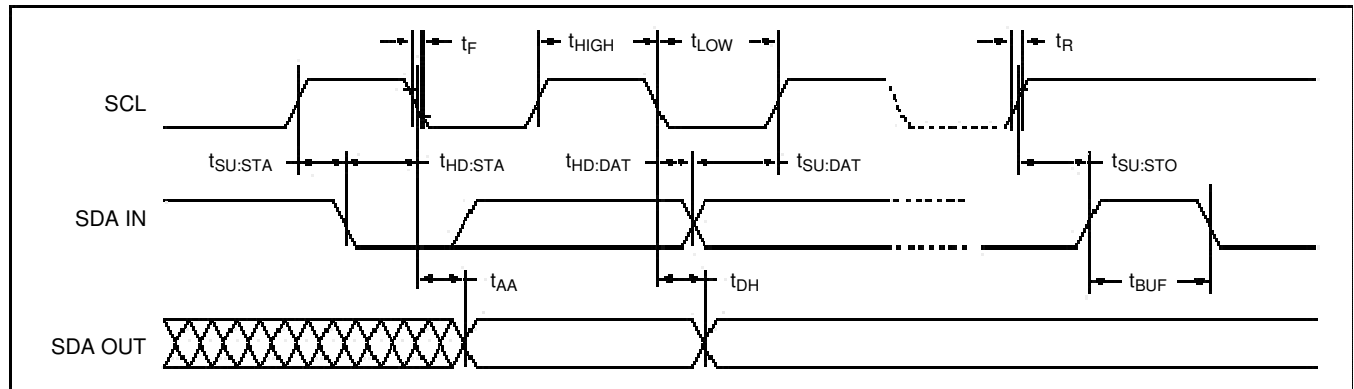 tF
tHIGH
tLOW
tR
SCL
tSU:STA
tHD:STA
tHD:DAT
tSU:DAT
tSU:STO
SDA IN
tAA
tDH
tBUF
SDA OUT